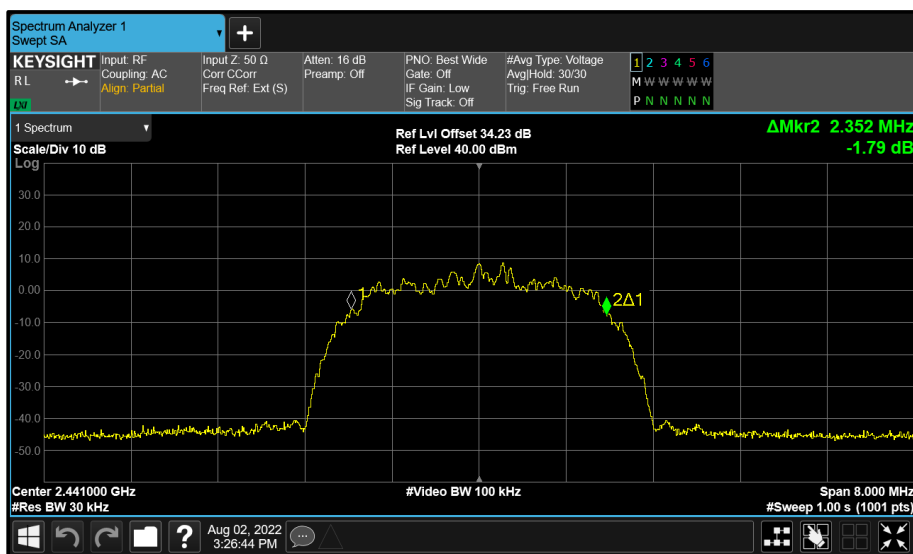 Spectrum Analyzer 1
Swept SA
▼
+
KEYSIGHT
RL
LXI
Input: RF
Coupling: AC
Align: Partial
Input Z: 50 Ω
Corr CCorr
Freq Ref: Ext (S)
Atten: 16 dB
Preamp: Off
PNO: Best Wide
Gate: Off
IF Gain: Low
Sig Track: Off
#Avg Type: Voltage
Avg|Hold: 30/30
Trig: Free Run
1 2 3 4 5 6
M W W W W W
P N N N N N
1 Spectrum
▼
Scale/Div 10 dB
Ref Lvl Offset 34.23 dB
Ref Level 40.00 dBm
ΔMkr2 2.352 MHz
-1.79 dB
Log
30.0
20.0
10.0
0.00
-10.0
-20.0
-30.0
-40.0
-50.0
1
2Δ1
Center 2.441000 GHz
#Res BW 30 kHz
#Video BW 100 kHz
Span 8.000 MHz
#Sweep 1.00 s (1001 pts)
?
Aug 02, 2022
3:26:44 PM